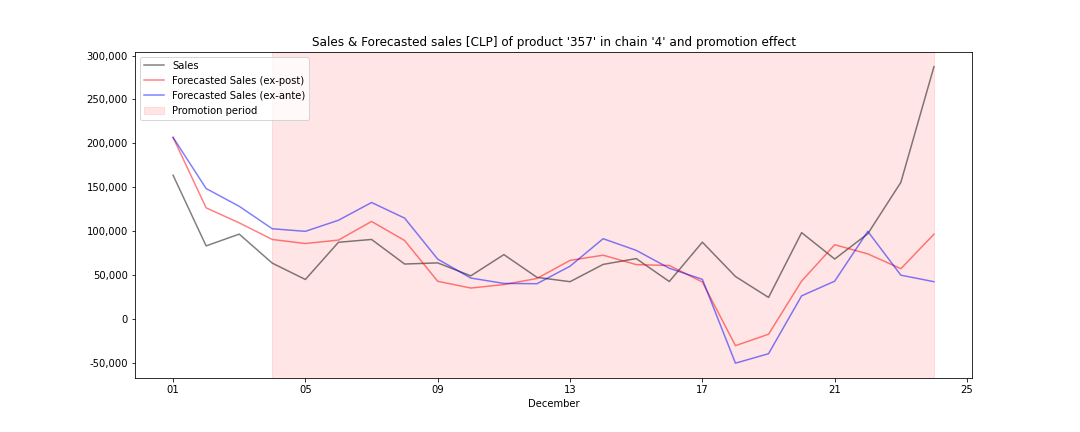 Sales & Forecasted sales [CLP] of product '357' in chain '4' and promotion effect
300,000
250,000
200,000
150,000
100,000
50,000
0
-50,000
Sales
Forecasted Sales (ex-post)
Forecasted Sales (ex-ante)
Promotion period
01
05
09
13
17
21
25
December